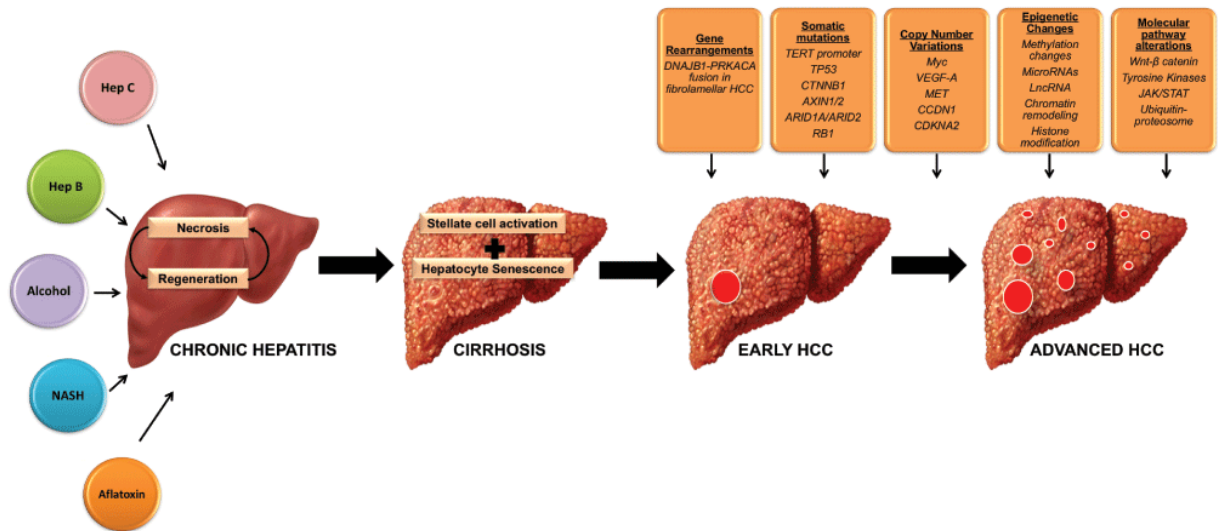 Hep C
Hep B
Alcohol
NASH
Aflatoxin
Necrosis
Regeneration
CHRONIC HEPATITIS
Stellate cell activation
Hepatocyte Senescence
CIRRHOSIS
Gene
Rearrangements
DNAJB1-PRKACA
fusion in
fibrolamellar HCC
Somatic
mutations
TERT promoter
TP53
CTNNB1
AXIN1/2
ARID1A/ARID2
RB1
Copy Number
Variations
Myc
VEGF-A
MET
CCDN1
CDKNA2
Epigenetic
Changes
Methylation
changes
MicroRNAs
LncRNA
Chromatin
remodeling
Histone
modification
Molecular
pathway
alterations
Wnt-β catenin
Tyrosine Kinases
JAK/STAT
Ubiquitin-
proteosome
EARLY HCC
ADVANCED HCC